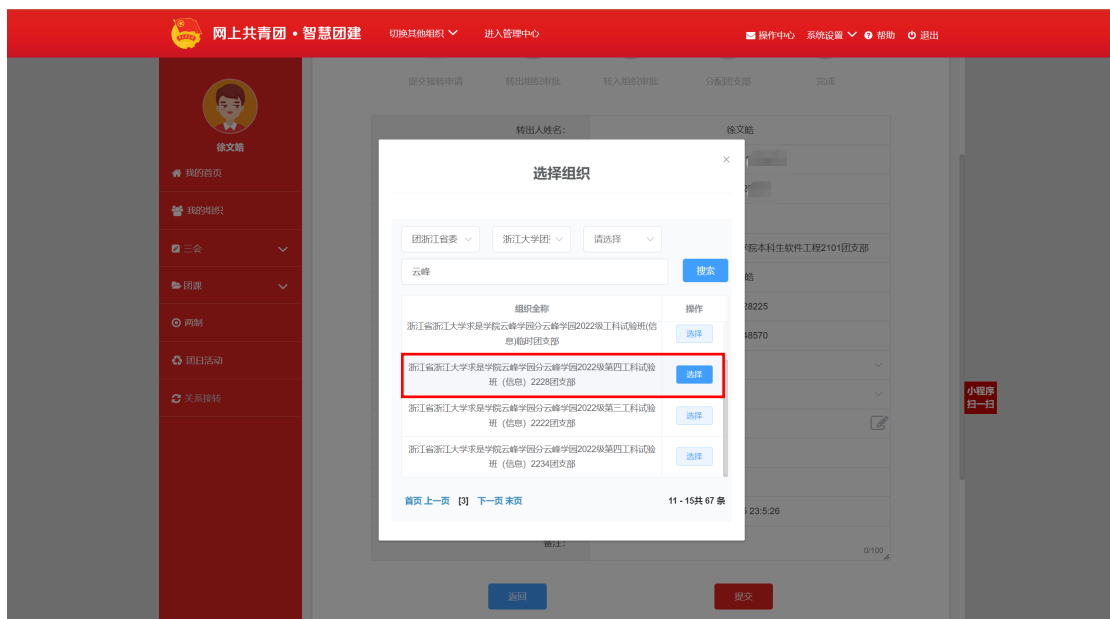 网上共青团·智慧团建
切换其他组织
进入管理中心
操作中心
系统设置
帮助
退出
徐文皓
我的首页
我的组织
三会
团课
两制
团日活动
关系接转
提交接转申请
转出组织审批
转入组织审批
分配团支部
完成
转出人姓名:
徐文皓
学院本科生软件工程2101团支部
皓
28225
48570
23:5:26
备注:
0/100
返回
提交
选择组织
×
团浙江省委
浙江大学团
请选择
云峰
搜索
组织全称
操作
浙江省浙江大学求是学院云峰学园分云峰学园2022级工科试验班(信
息)临时团支部
选择
浙江省浙江大学求是学院云峰学园分云峰学园2022级第四工科试验
班（信息）2228团支部
选择
浙江省浙江大学求是学院云峰学园分云峰学园2022级第三工科试验
班（信息）2222团支部
选择
浙江省浙江大学求是学院云峰学园分云峰学园2022级第四工科试验
班（信息）2234团支部
选择
首页 上一页 [3] 下一页 末页
11 - 15共 67 条
小程序
扫一扫